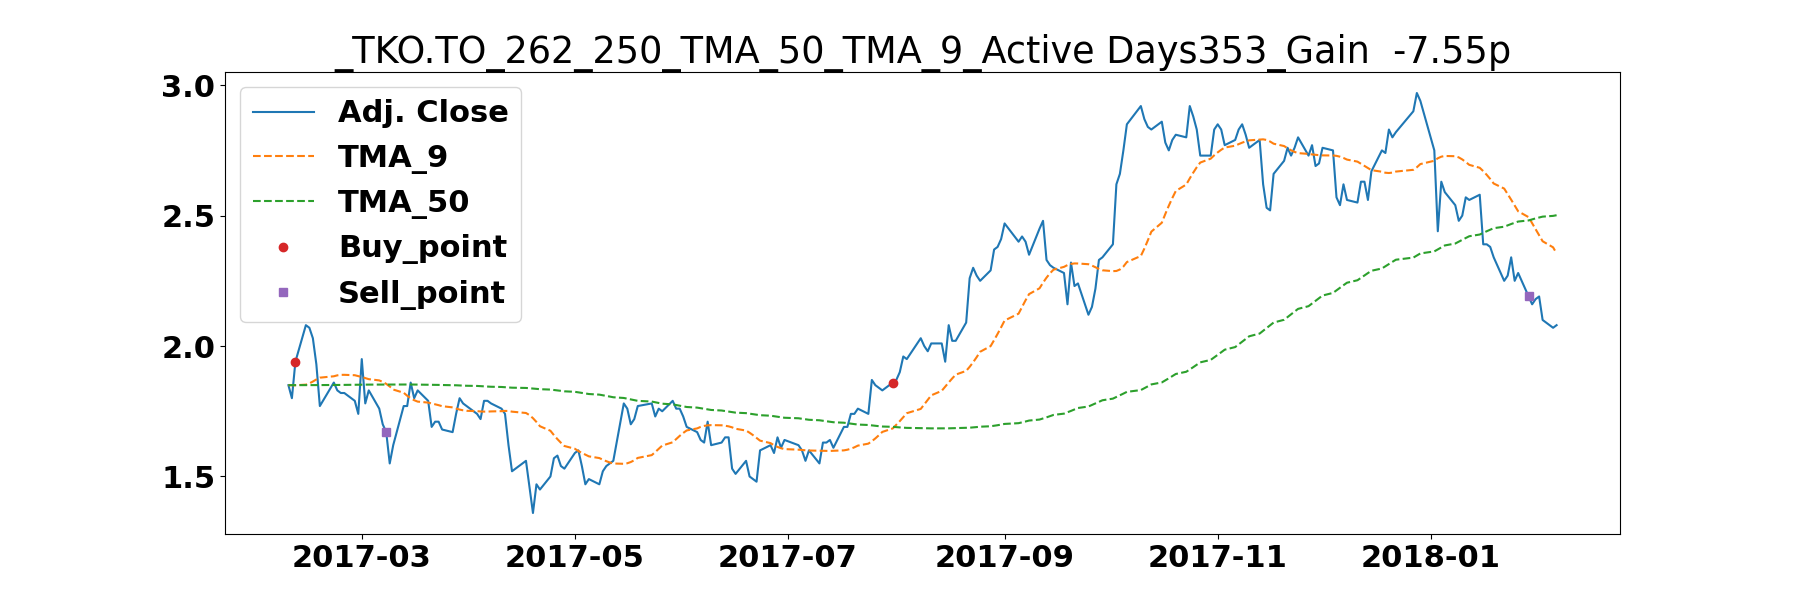 _TKO.TO_262_250_TMA_50_TMA_9_Active Days353_Gain  -7.55p
3.0
2.5
2.0
1.5
Adj. Close
TMA_9
TMA_50
Buy_point
Sell_point
2017-03
2017-05
2017-07
2017-09
2017-11
2018-01